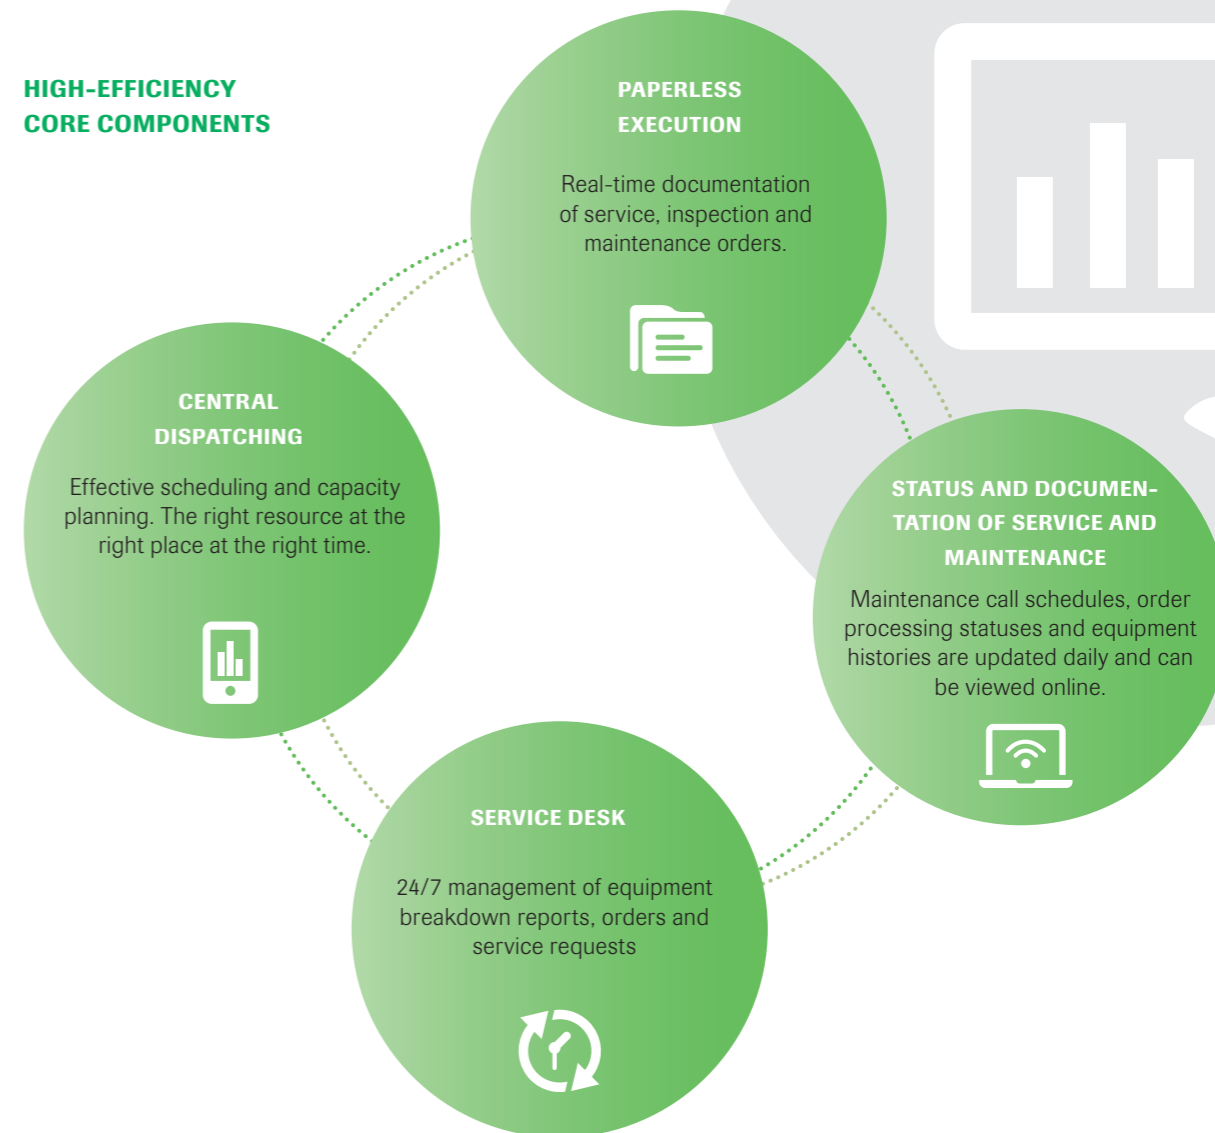 HIGH-EFFICIENCY
CORE COMPONENTS
PAPERLESS
EXECUTION
Real-time documentation
of service, inspection and
maintenance orders.
CENTRAL
DISPATCHING
Effective scheduling and capacity
planning. The right resource at the
right place at the right time.
STATUS AND DOCUMEN-
TATION OF SERVICE AND
MAINTENANCE
Maintenance call schedules, order
processing statuses and equipment
histories are updated daily and can
be viewed online.
SERVICE DESK
24/7 management of equipment
breakdown reports, orders and
service requests